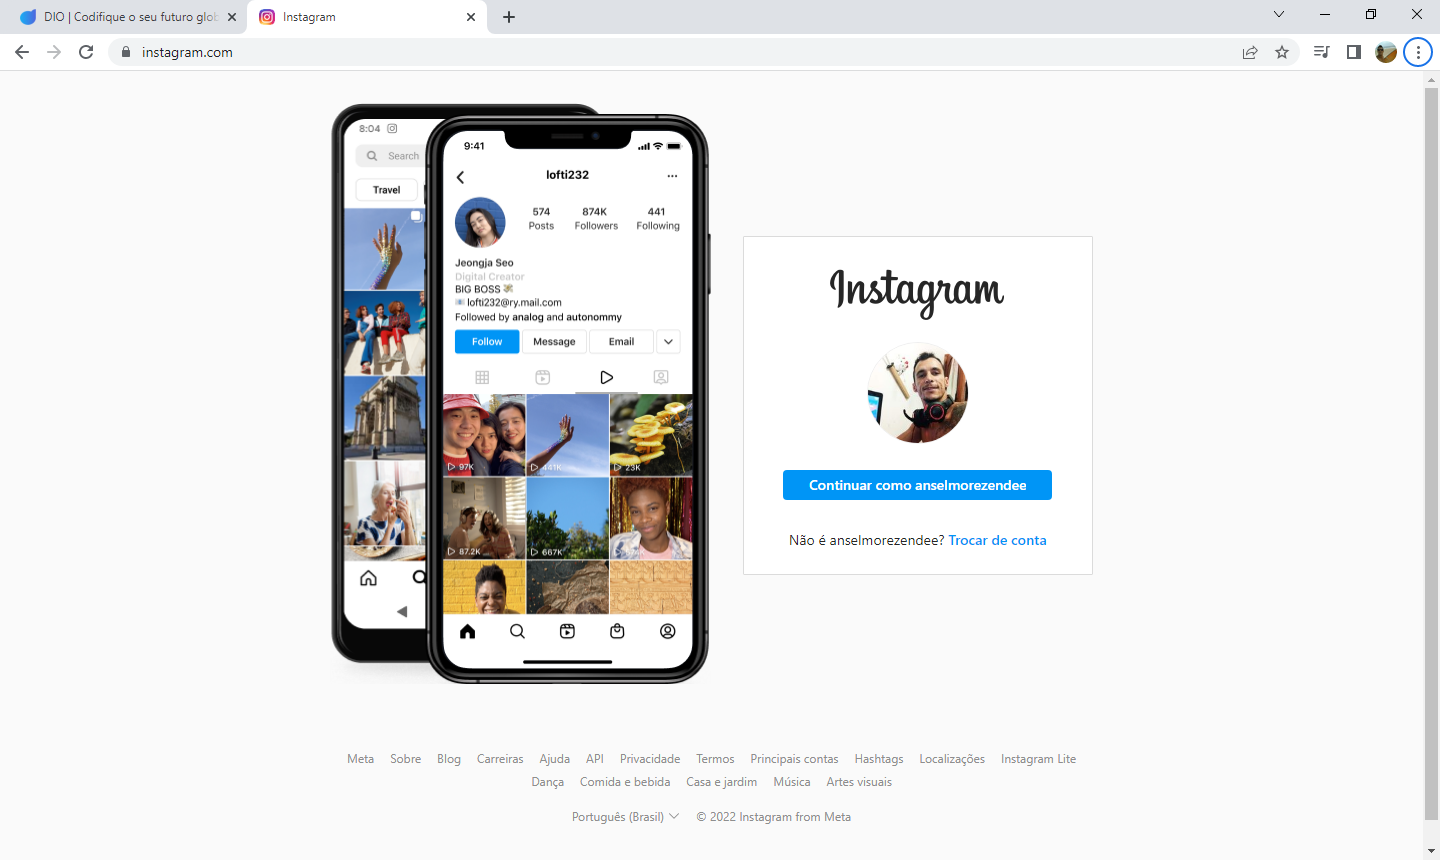 DIO | Codifique o seu futuro glob
Instagram
instagram.com
8:04
Search
Travel
9:41
lofti232
574 874K 441
Posts Followers Following
Jeongja Seo
Digital Creator
BIG BOSS
lofti232@ry.mail.com
Followed by analog and autonommy
Follow Message Email
97K 441K 23K
87.2K 667K
Instagram
Continuar como anselmorezendee
Não é anselmorezendee? Trocar de conta
Meta Sobre Blog Carreiras Ajuda API Privacidade Termos Principais contas Hashtags Localizações Instagram Lite
Dança Comida e bebida Casa e jardim Música Artes visuais
Português (Brasil) © 2022 Instagram from Meta